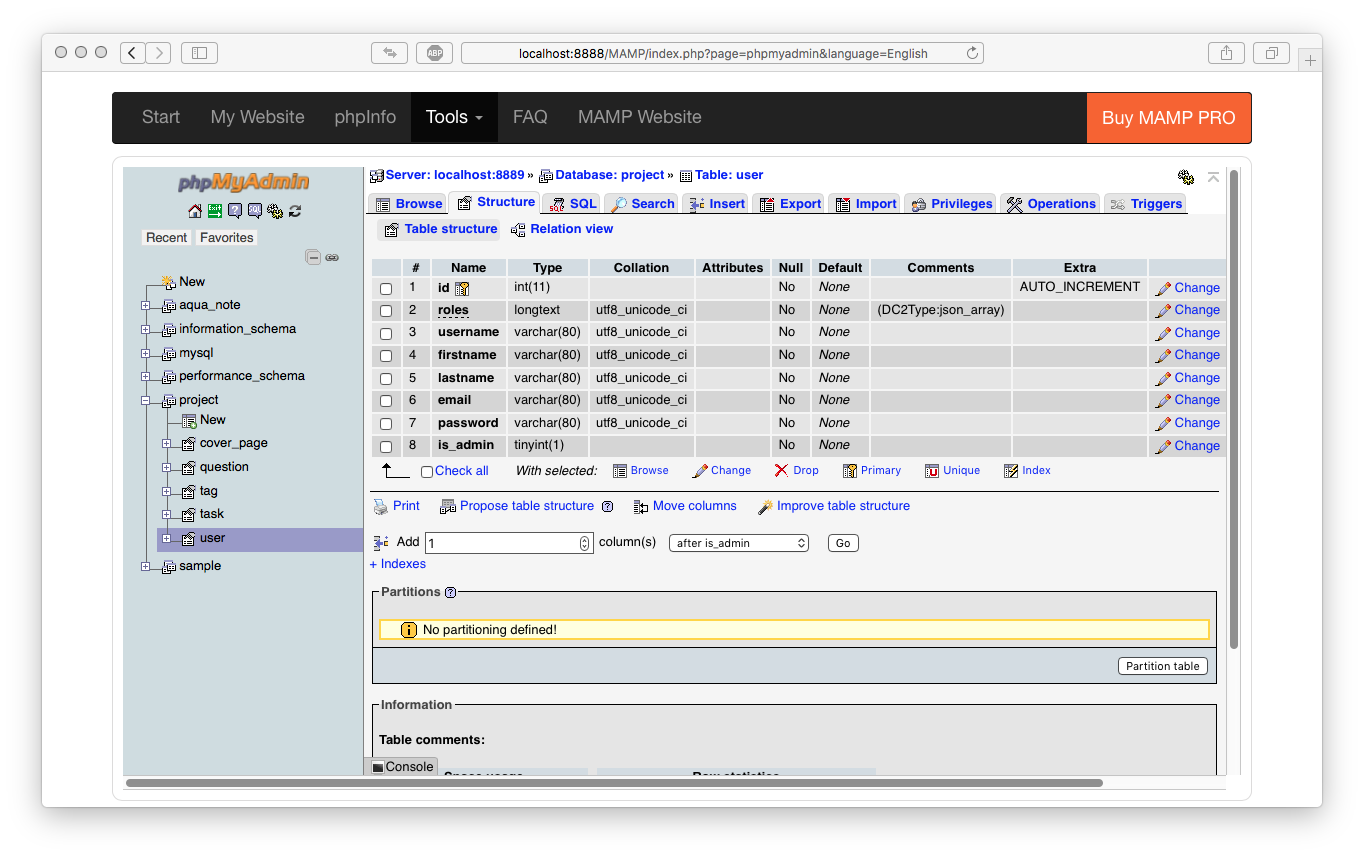 ABP
localhost:8888/MAMP/index.php?page=phpmyadmin&language=English
Start My Website phpInfo Tools FAQ MAMP Website Buy MAMP PRO
phpMyAdmin
Recent Favorites
New
aqua_note
information_schema
mysql
performance_schema
project
New
cover_page
question
tag
task
user
sample
Server: localhost:8889 » Database: project » Table: user
Browse Structure SQL Search Insert Export Import Privileges Operations Triggers
Table structure Relation view
# Name Type Collation Attributes Null Default Comments Extra
1 id int(11) No None AUTO_INCREMENT Change
2 roles longtext utf8_unicode_ci No None (DC2Type:json_array) Change
3 username varchar(80) utf8_unicode_ci No None Change
4 firstname varchar(80) utf8_unicode_ci No None Change
5 lastname varchar(80) utf8_unicode_ci No None Change
6 email varchar(80) utf8_unicode_ci No None Change
7 password varchar(80) utf8_unicode_ci No None Change
8 is_admin tinyint(1) No None Change
Check all With selected: Browse Change Drop Primary Unique Index
Print Propose table structure Move columns Improve table structure
Add 1 column(s) after is_admin Go
+ Indexes
Partitions
No partitioning defined!
Partition table
Information
Table comments:
Console
Space usage Row statistics